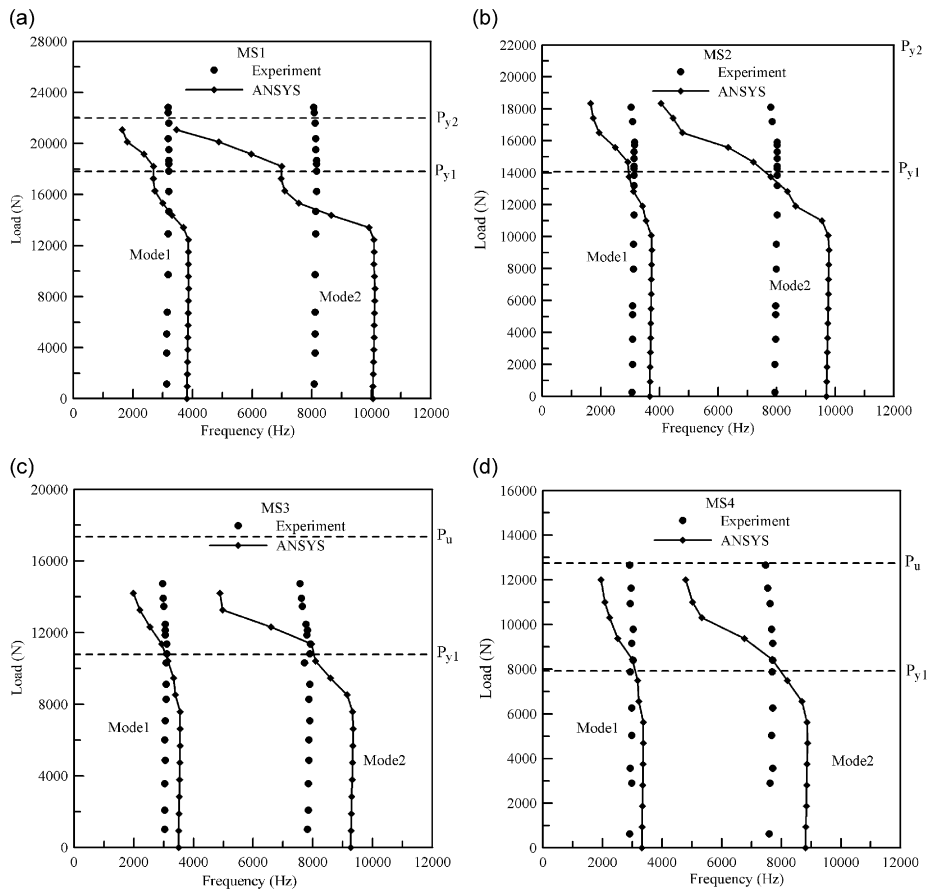 (a)
MS1
Experiment
ANSYS
28000
24000
20000
16000
12000
8000
4000
0
Load (N)
Py2
Py1
Mode1
Mode2
0 2000 4000 6000 8000 10000 12000
Frequency (Hz)
(b)
MS2
Experiment
ANSYS
22000
20000
18000
16000
14000
12000
10000
8000
6000
4000
2000
0
Load (N)
Py2
Py1
Mode1
Mode2
0 2000 4000 6000 8000 10000 12000
Frequency (Hz)
(c)
MS3
Experiment
ANSYS
20000
16000
12000
8000
4000
0
Load (N)
Pu
Py1
Mode1
Mode2
0 2000 4000 6000 8000 10000 12000
Frequency (Hz)
(d)
MS4
Experiment
ANSYS
16000
14000
12000
10000
8000
6000
4000
2000
0
Load (N)
Pu
Py1
Mode1
Mode2
0 2000 4000 6000 8000 10000 12000
Frequency (Hz)